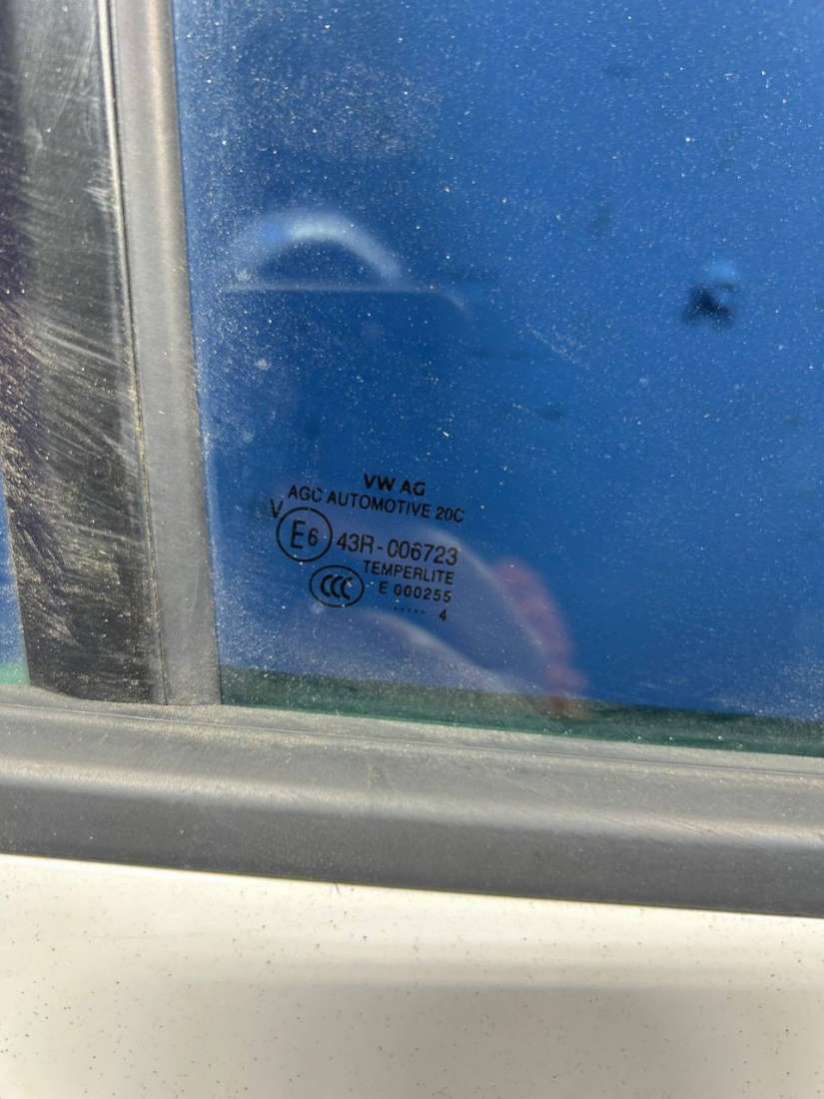 VW AG
AGC AUTOMOTIVE 20C
V
E6 43R-006723
TEMPERLITE
CCC E 000255
..... 4